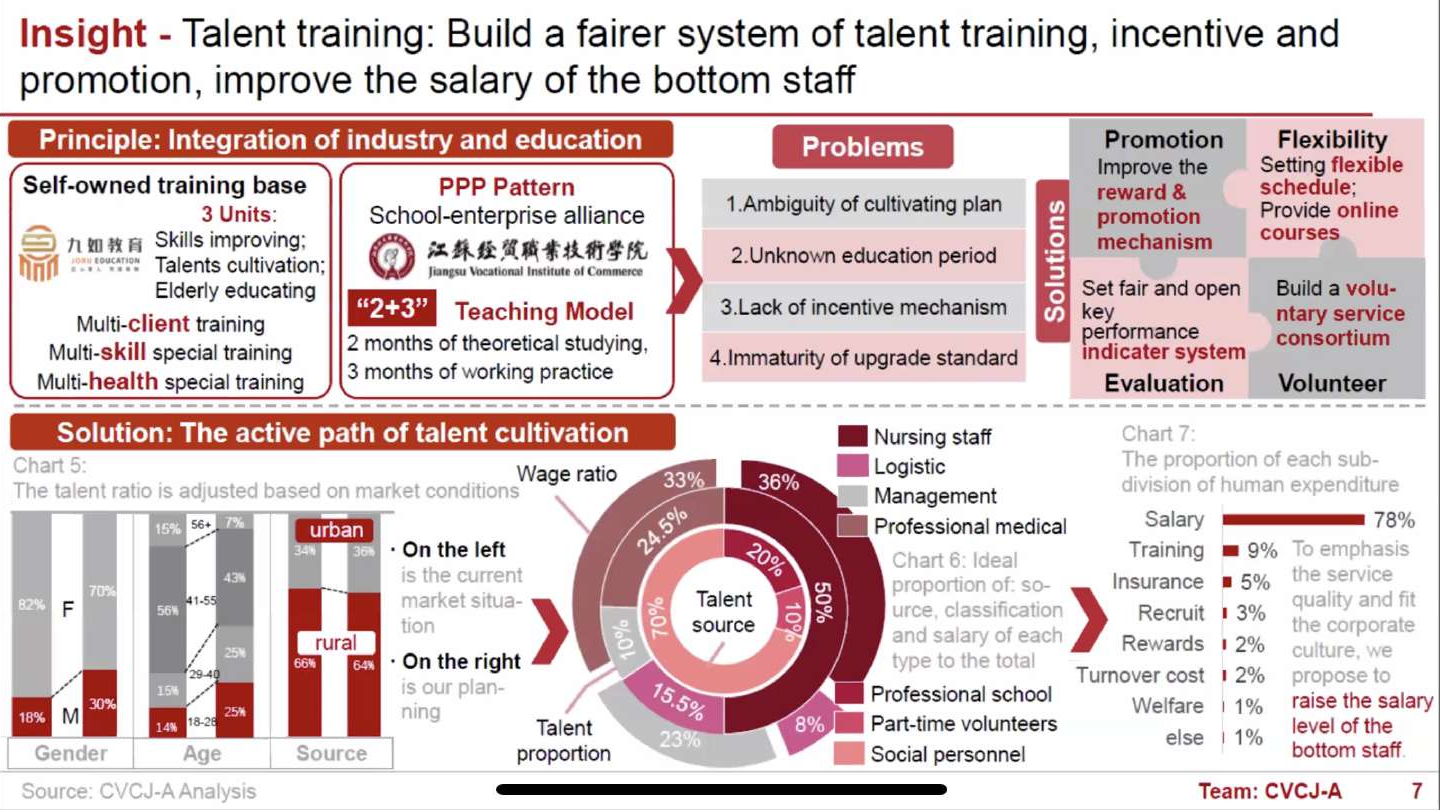 Insight - Talent training: Build a fairer system of talent training, incentive and
promotion, improve the salary of the bottom staff
Principle: Integration of industry and education
Self-owned training base
3 Units:
九如教育
JORU EDUCATION
Skills improving;
Talents cultivation;
Elderly educating
Multi-client training
Multi-skill special training
Multi-health special training
PPP Pattern
School-enterprise alliance
江蘇經貿職業技術學院
Jiangsu Vocational Institute of Commerce
“2+3” Teaching Model
2 months of theoretical studying,
3 months of working practice
Problems
1.Ambiguity of cultivating plan
2.Unknown education period
3.Lack of incentive mechanism
4.Immaturity of upgrade standard
Solutions
Promotion
Improve the
reward &
promotion
mechanism
Flexibility
Setting flexible
schedule;
Provide online
courses
Set fair and open
key
performance
indicater system
Evaluation
Build a volu-
ntary service
consortium
Volunteer
Solution: The active path of talent cultivation
Chart 5:
The talent ratio is adjusted based on market conditions
82%
18%
F
M
70%
30%
Gender
15%
56%
15%
14%
56+
41-55
29-40
18-28
7%
43%
25%
25%
Age
urban
34%
36%
rural
66%
64%
Source
· On the left
is the current
market situa-
tion
· On the right
is our plan-
ning
Wage ratio
Talent
proportion
Talent
source
33%
36%
24.5%
50%
20%
10%
70%
10%
15.5%
23%
8%
Nursing staff
Logistic
Management
Professional medical
Chart 6: Ideal
proportion of: so-
urce, classification
and salary of each
type to the total
Professional school
Part-time volunteers
Social personnel
Chart 7:
The proportion of each sub-
division of human expenditure
Salary 78%
Training 9%
Insurance 5%
Recruit 3%
Rewards 2%
Turnover cost 2%
Welfare 1%
else 1%
To emphasis
the service
quality and fit
the corporate
culture, we
propose to
raise the salary
level of the
bottom staff.
Source: CVCJ-A Analysis
Team: CVCJ-A 7